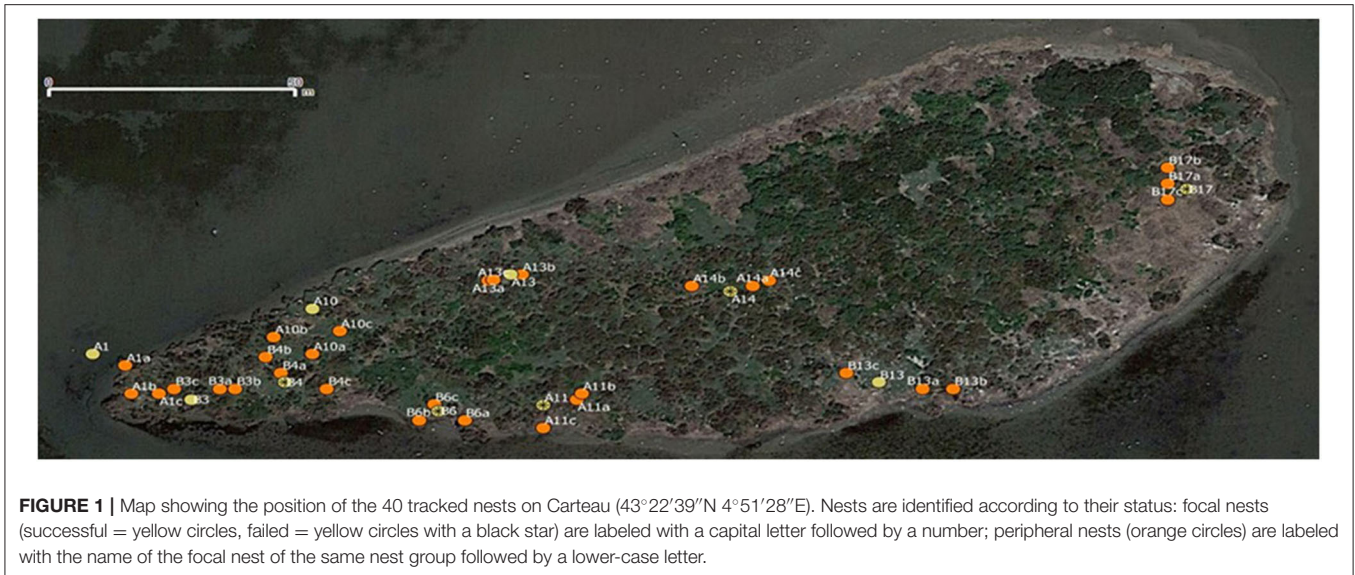 0 50
m
B17b
B17a
B17c B17
A13c A13b
A13a A13
A14b A14a A14c
A14
A10
A10b A10c
A1 B4b A10a
A1a B4a
B13c B13
A1b B3c B3a B3b B4 B4c
B13a B13b
A1c B3
B6c A11 A11b
B6b B6 B6a A11a
A11c
FIGURE 1 | Map showing the position of the 40 tracked nests on Carteau (43°22′39″N 4°51′28″E). Nests are identified according to their status: focal nests
(successful = yellow circles, failed = yellow circles with a black star) are labeled with a capital letter followed by a number; peripheral nests (orange circles) are labeled
with the name of the focal nest of the same nest group followed by a lower-case letter.